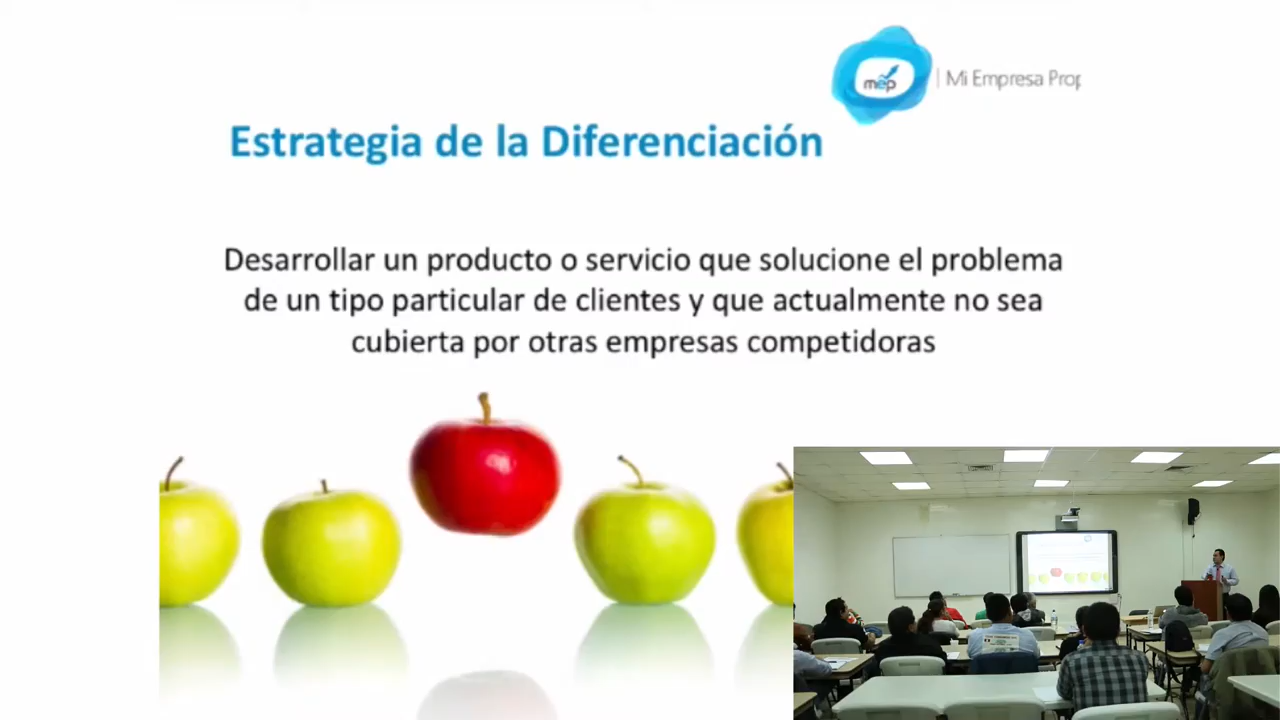 mep
Mi Empresa Prop
Estrategia de la Diferenciación
Desarrollar un producto o servicio que solucione el problema
de un tipo particular de clientes y que actualmente no sea
cubierta por otras empresas competidoras